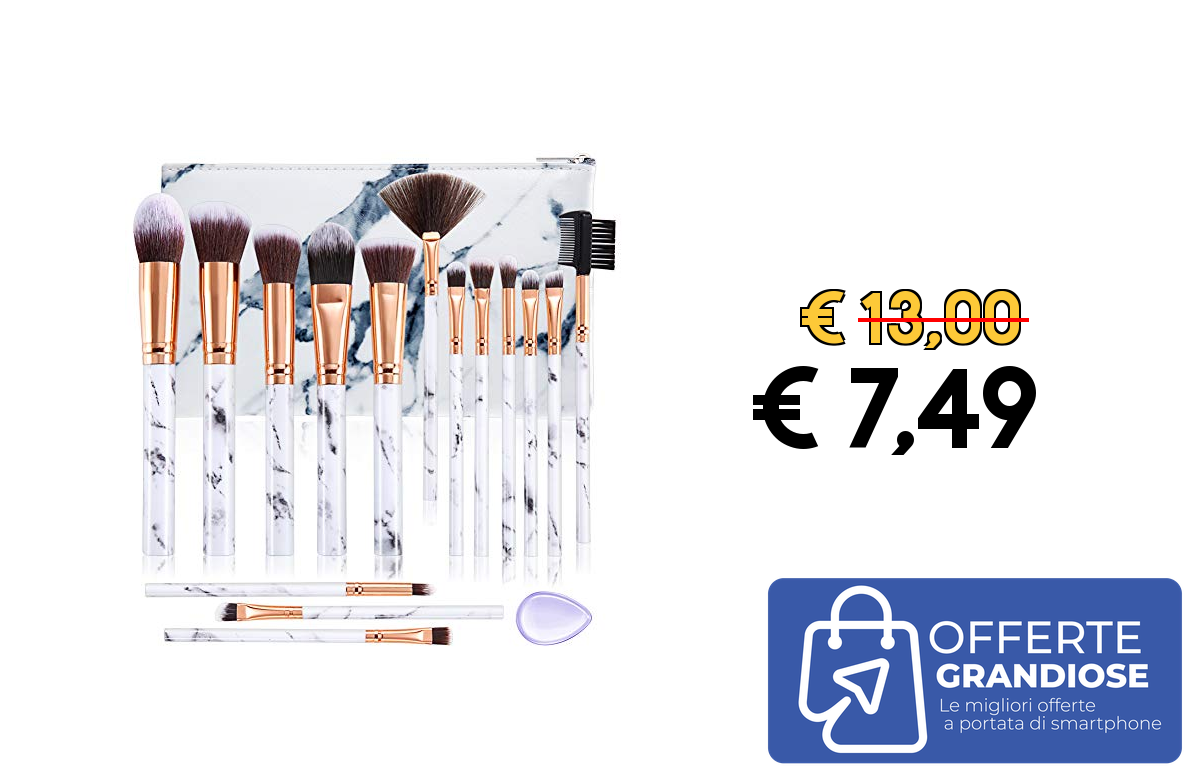 € 13,00
€ 7,49
OFFERTE
GRANDIOSE
Le migliori offerte
a portata di smartphone